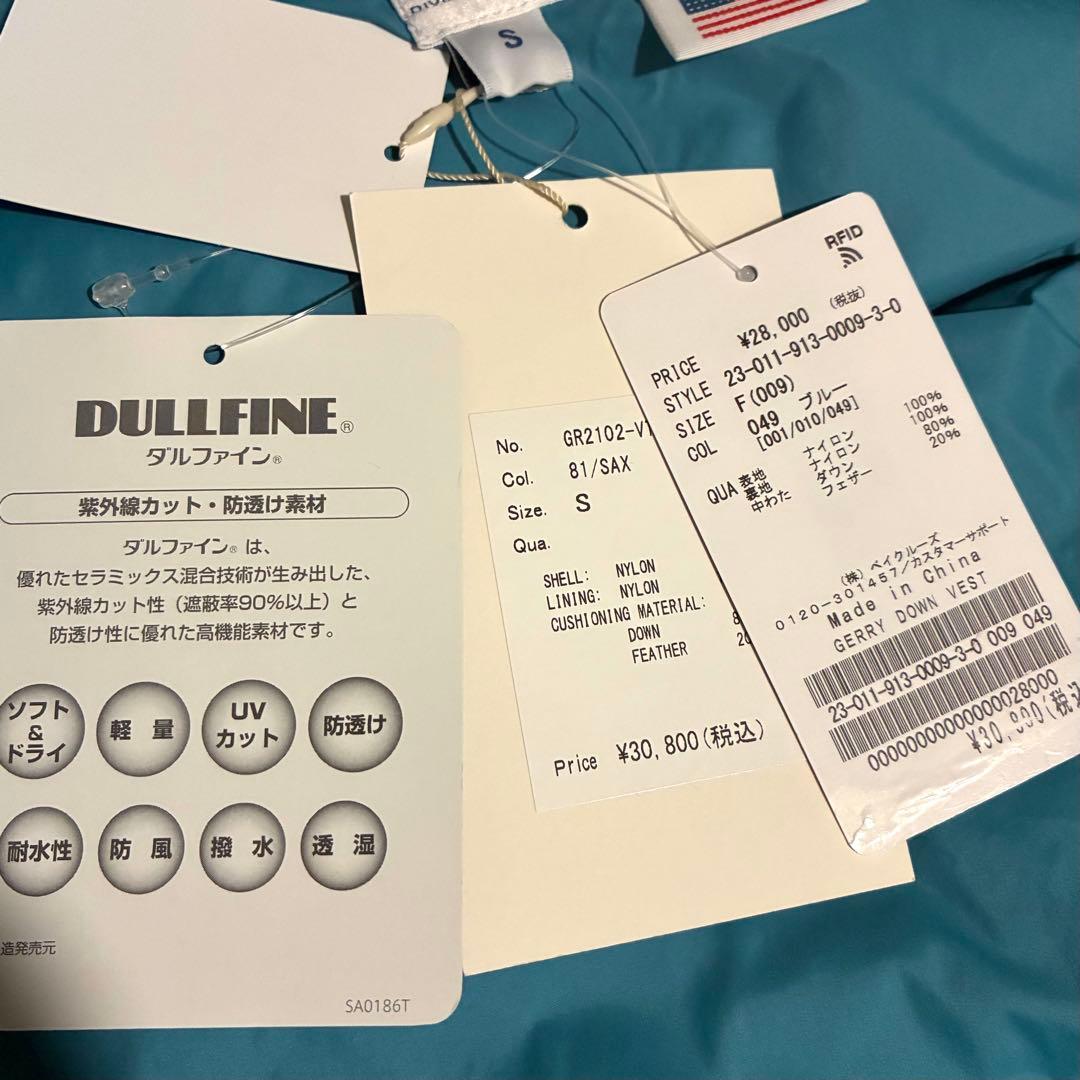 S
DULLFINE®
ダルファイン®
紫外線カット・防透け素材
ダルファイン® は、
優れたセラミックス混合技術が生み出した、
紫外線カット性（遮蔽率90%以上）と
防透け性に優れた高機能素材です。
ソフト
&
ドライ
軽 量
UV
カット
防透け
耐水性
防 風
撥 水
透 湿
造発売元
SA0186T
No. GR2102-V
Col. 81/SAX
Size. S
Qua.
SHELL: NYLON
LINING: NYLON
CUSHIONING MATERIAL:
DOWN
FEATHER 20
Price ¥30,800(税込)
RFID
PRICE ¥28,000 (税抜)
STYLE 23-011-913-0009-3-0
SIZE F(009)
COL 049 ブルー
[001/010/049]
QUA 表地 ナイロン 100%
裏地 ナイロン 100%
中わた ダウン 80%
フェザー 20%
(株) ベイクルーズ
0120-301457/カスタマーサポート
Made in China
GERRY DOWN VEST
23-011-913-0009-3-0 009 049
0000000000000028000
¥30,800(税込